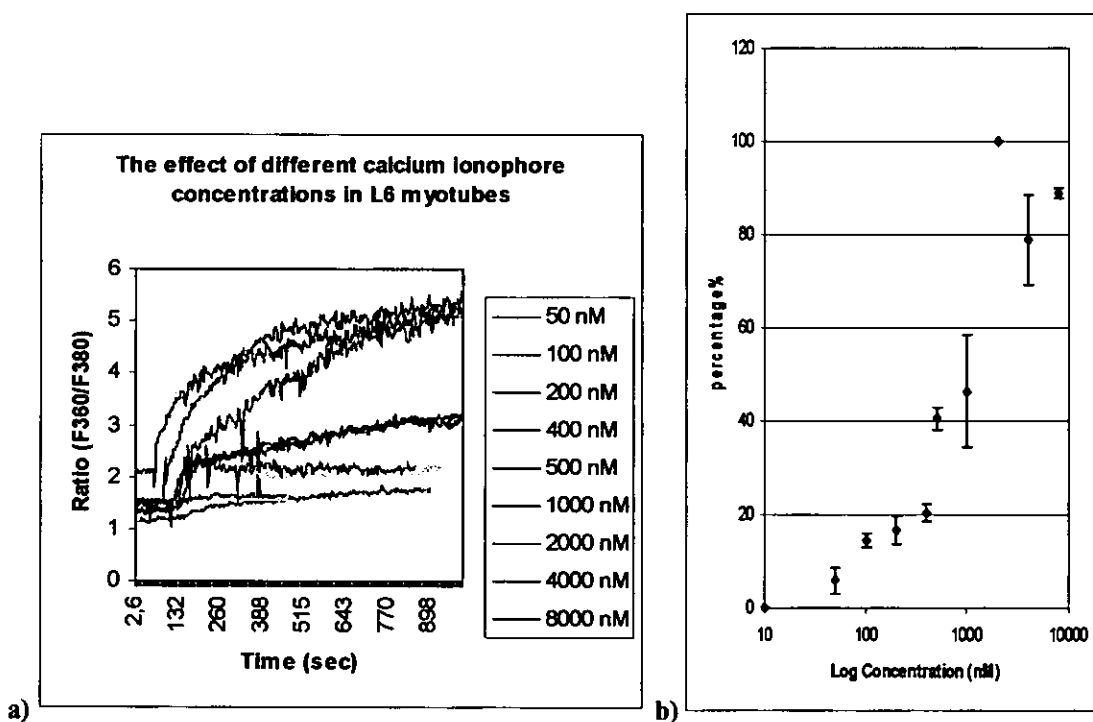 The effect of different calcium ionophore
concentrations in L6 myotubes
Ratio (F360/F380)
6
5
4
3
2
1
0
2,6
132
260
388
515
643
770
898
Time (sec)
50 nM
100 nM
200 nM
400 nM
500 nM
1000 nM
2000 nM
4000 nM
8000 nM
a)
percentage%
120
100
80
60
40
20
0
10
100
1000
10000
Log Concentration (nM)
b)